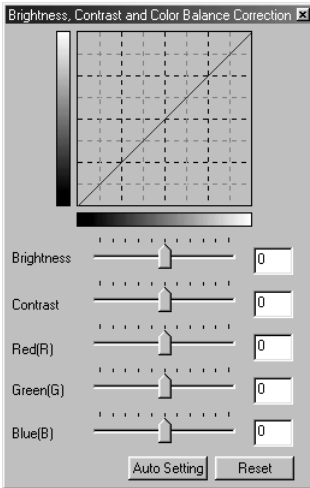 Brightness, Contrast and Color Balance Correction
Brightness 0
Contrast 0
Red(R) 0
Green(G) 0
Blue(B) 0
Auto Setting Reset